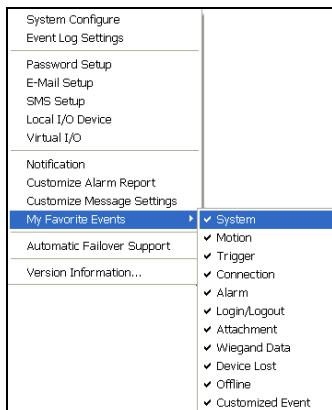 System Configure
Event Log Settings
Password Setup
E-Mail Setup
SMS Setup
Local I/O Device
Virtual I/O
Notification
Customize Alarm Report
Customize Message Settings
My Favorite Events
Automatic Failover Support
Version Information...
System
Motion
Trigger
Connection
Alarm
Login/Logout
Attachment
Wiegand Data
Device Lost
Offline
Customized Event